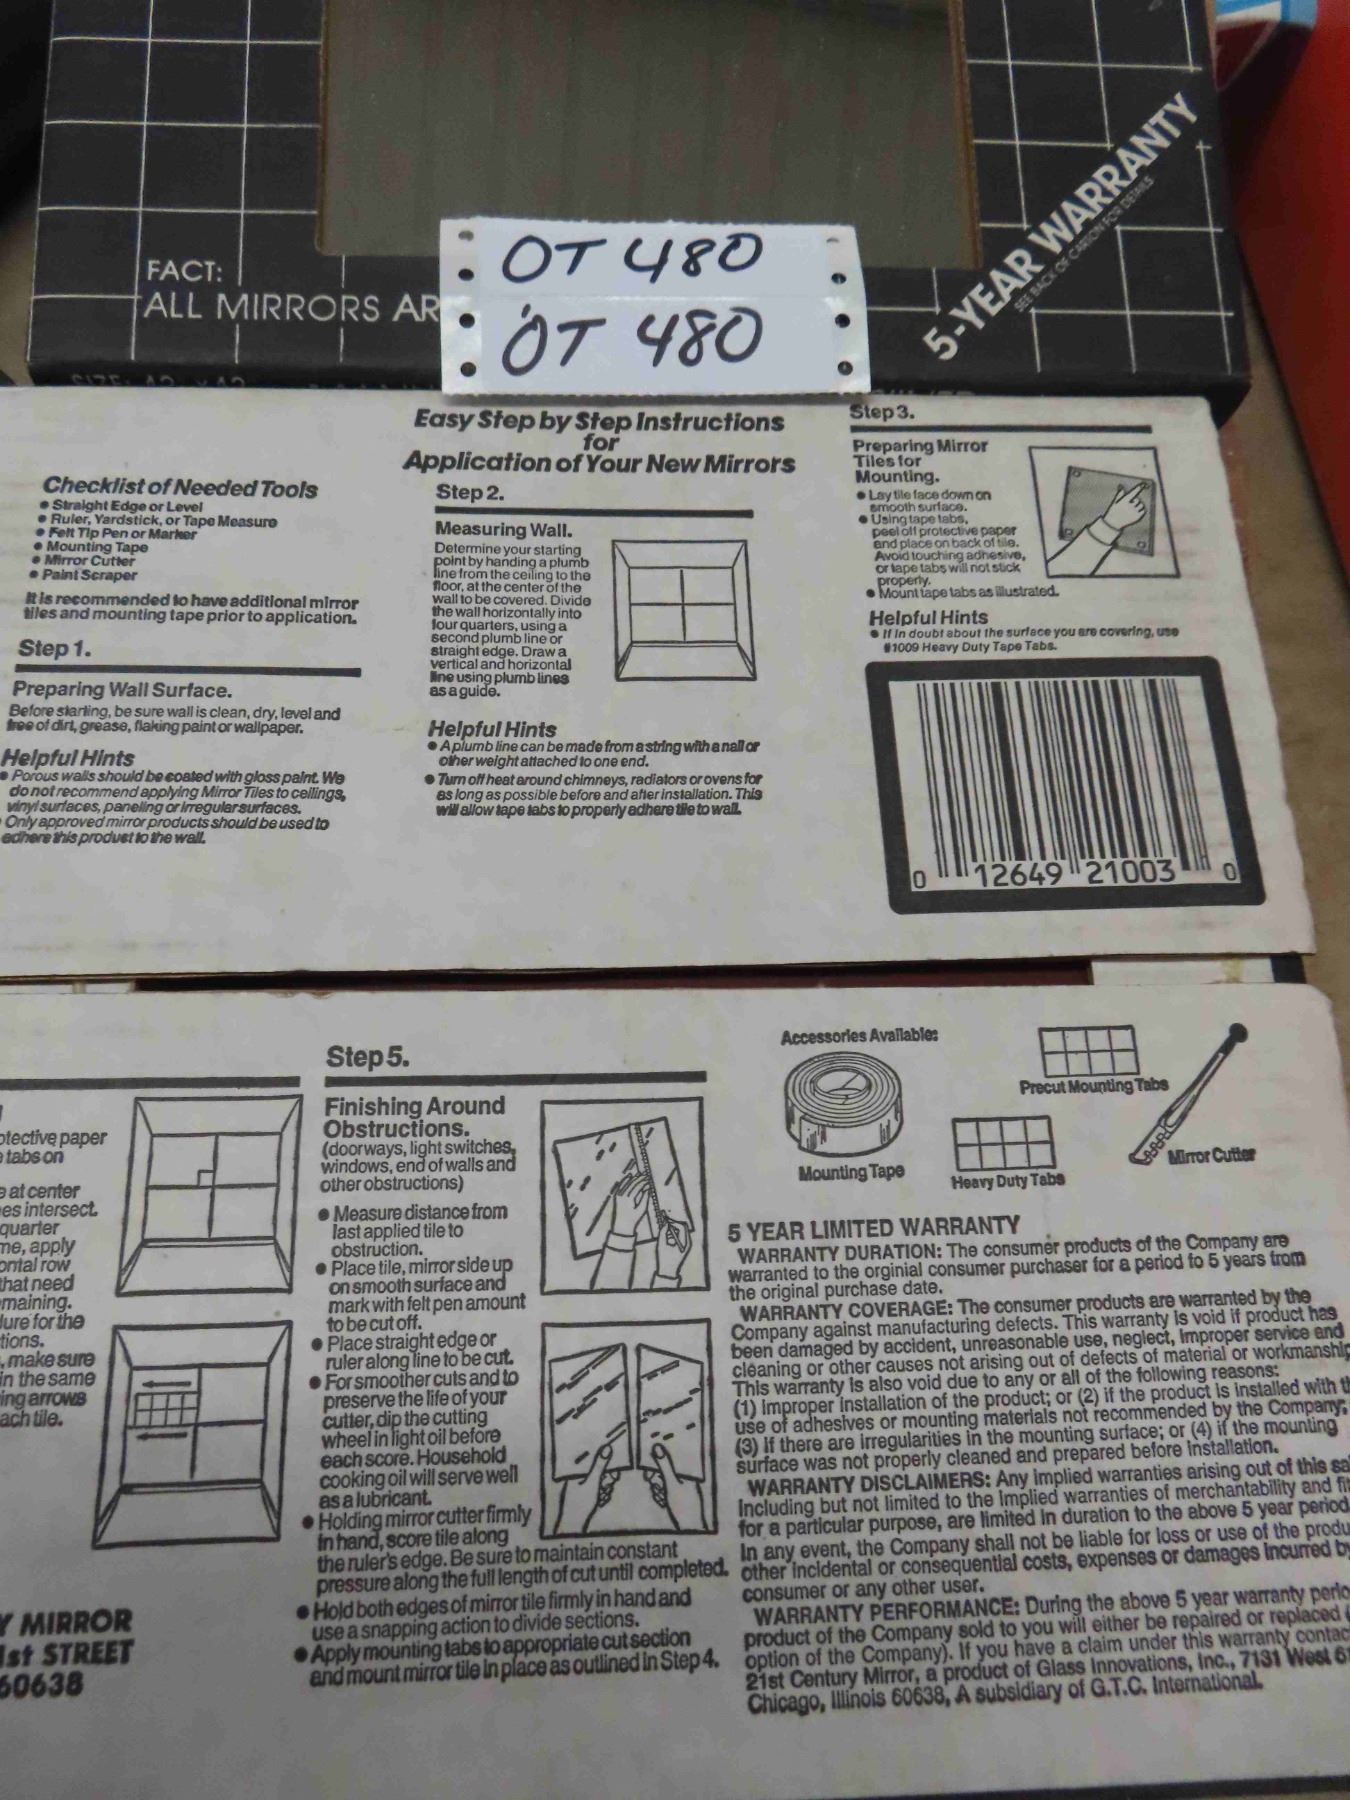 5-YEAR WARRANTY
SEE BACK OF CARTON FOR DETAILS
FACT:
ALL MIRRORS AR
OT 480
OT 480
Easy Step by Step Instructions
for
Application of Your New Mirrors
Checklist of Needed Tools
● Straight Edge or Level
● Ruler, Yardstick, or Tape Measure
● Felt Tip Pen or Marker
● Mounting Tape
● Mirror Cutter
● Paint Scraper
It is recommended to have additional mirror
tiles and mounting tape prior to application.
Step 1.
Preparing Wall Surface.
Before starting, be sure wall is clean, dry, level and
free of dirt, grease, flaking paint or wallpaper.
Helpful Hints
● Porous walls should be coated with gloss paint. We
do not recommend applying Mirror Tiles to ceilings,
vinyl surfaces, paneling or irregular surfaces.
● Only approved mirror products should be used to
adhere this product to the wall.
Step 2.
Measuring Wall.
Determine your starting
point by handing a plumb
line from the ceiling to the
floor, at the center of the
wall to be covered. Divide
the wall horizontally into
four quarters, using a
second plumb line or
straight edge. Draw a
vertical and horizontal
line using plumb lines
as a guide.
Helpful Hints
● A plumb line can be made from a string with a nail or
other weight attached to one end.
● Turn off heat around chimneys, radiators or ovens for
as long as possible before and after installation. This
will allow tape tabs to properly adhere tile to wall.
Step 3.
Preparing Mirror
Tiles for
Mounting.
● Lay tile face down on
smooth surface.
● Using tape tabs,
peel off protective paper
and place on back of tile.
Avoid touching adhesive,
or tape tabs will not stick
properly.
● Mount tape tabs as illustrated.
Helpful Hints
● If in doubt about the surface you are covering, use
#1009 Heavy Duty Tape Tabs.
0 12649 21003 0
otective paper
tabs on
at center
es intersect.
quarter
me, apply
ontal row
that need
maining.
dure for the
tions.
, make sure
in the same
ing arrows
ach tile.
Y MIRROR
1st STREET
60638
Step 5.
Finishing Around
Obstructions.
(doorways, light switches,
windows, end of walls and
other obstructions)
● Measure distance from
last applied tile to
obstruction.
● Place tile, mirror side up
on smooth surface and
mark with felt pen amount
to be cut off.
● Place straight edge or
ruler along line to be cut.
● For smoother cuts and to
preserve the life of your
cutter, dip the cutting
wheel in light oil before
each score. Household
cooking oil will serve well
as a lubricant.
● Holding mirror cutter firmly
in hand, score tile along
the ruler's edge. Be sure to maintain constant
pressure along the full length of cut until completed.
● Hold both edges of mirror tile firmly in hand and
use a snapping action to divide sections.
● Apply mounting tabs to appropriate cut section
and mount mirror tile in place as outlined in Step 4.
Accessories Available:
Mounting Tape
Precut Mounting Tabs
Heavy Duty Tabs
Mirror Cutter
5 YEAR LIMITED WARRANTY
WARRANTY DURATION: The consumer products of the Company are
warranted to the orginial consumer purchaser for a period fo 5 years from
the original purchase date.
WARRANTY COVERAGE: The consumer products are warranted by the
Company against manufacturing defects. This warranty is void if product has
been damaged by accident, unreasonable use, neglect, improper service and
cleaning or other causes not arising out of defects of material or workmanship
This warranty is also void due to any or all of the following reasons:
(1) Improper installation of the product; or (2) if the product is installed with th
use of adhesives or mounting materials not recommended by the Company;
(3) if there are irregularities in the mounting surface; or (4) if the mounting
surface was not properly cleaned and prepared before installation.
WARRANTY DISCLAIMERS: Any implied warranties arising out of this sal
including but not limited to the implied warranties of merchantability and fit
for a particular purpose, are limited in duration to the above 5 year period.
In any event, the Company shall not be liable for loss or use of the produ
other incidental or consequential costs, expenses or damages incurred by
consumer or any other user.
WARRANTY PERFORMANCE: During the above 5 year warranty perio
product of the Company sold to you will either be repaired or replaced (
option of the Company). If you have a claim under this warranty contac
21st Century Mirror, a product of Glass Innovations, Inc., 7131 West 6
Chicago, Illinois 60638, A subsidiary of G.T.C. International.